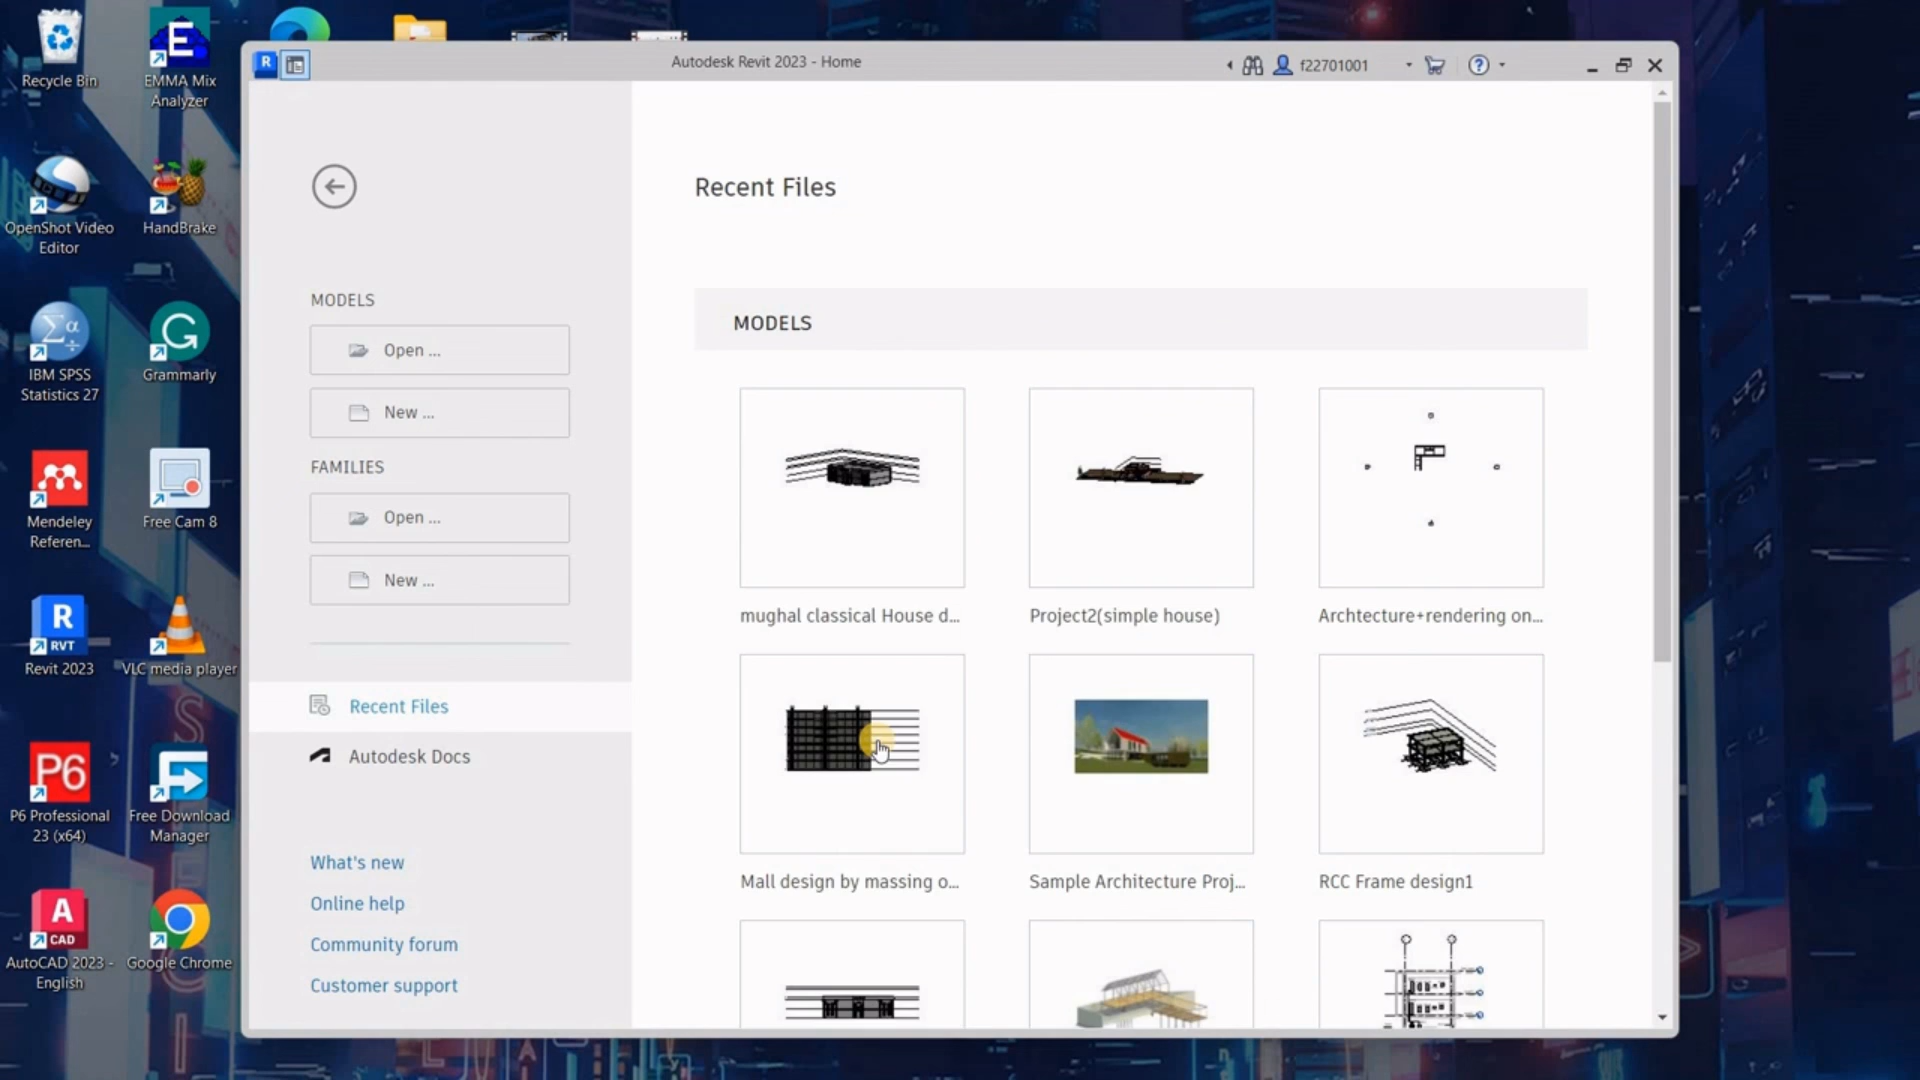 Recycle Bin
EMMA Mix
Analyzer
OpenShot Video
Editor
HandBrake
IBM SPSS
Statistics 27
Grammarly
Mendeley
Referen...
Free Cam 8
R
RVT
Revit 2023
VLC media player
P6
P6 Professional
23 (x64)
Free Download
Manager
A
CAD
AutoCAD 2023 -
English
Google Chrome
R
Autodesk Revit 2023 - Home
f22701001
MODELS
Open ...
New ...
FAMILIES
Open ...
New ...
Recent Files
Autodesk Docs
What's new
Online help
Community forum
Customer support
Recent Files
MODELS
mughal classical House d...
Project2(simple house)
Archtecture+rendering on...
Mall design by massing o...
Sample Architecture Proj...
RCC Frame design1